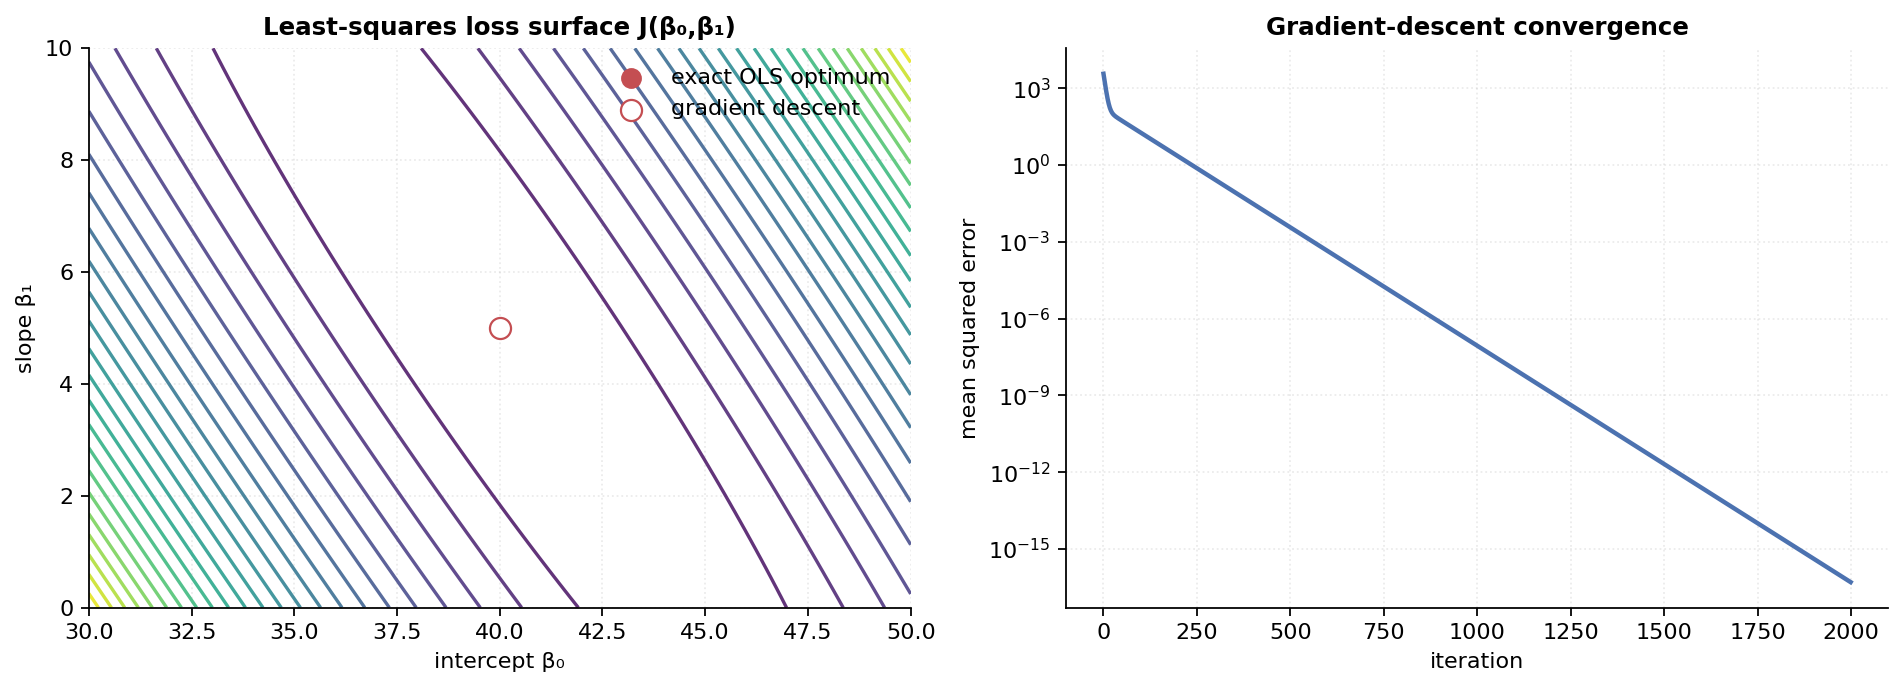 Least-squares loss surface J(β₀,β₁)
10
8
6
4
2
0
slope β₁
exact OLS optimum
gradient descent
30.0 32.5 35.0 37.5 40.0 42.5 45.0 47.5 50.0
intercept β₀
Gradient-descent convergence
10³
10⁰
10⁻³
10⁻⁶
10⁻⁹
10⁻¹²
10⁻¹⁵
mean squared error
0 250 500 750 1000 1250 1500 1750 2000
iteration